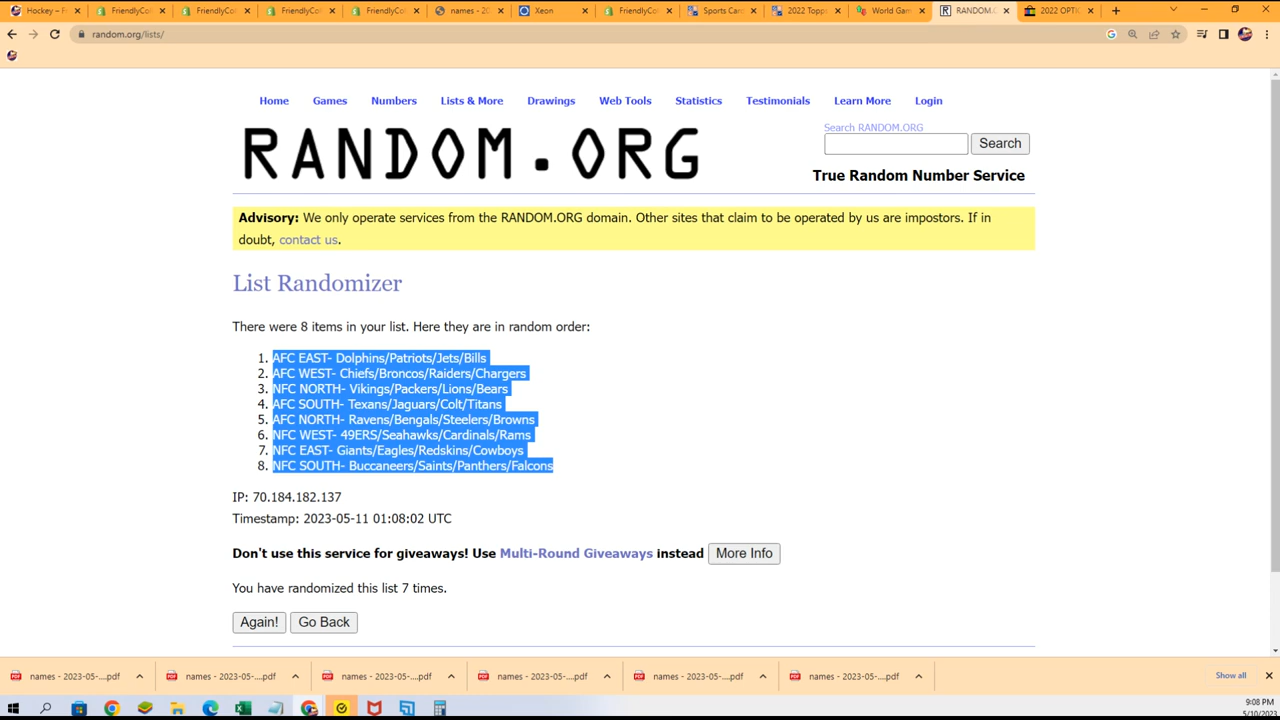 Hockey – F
FriendlyCo
FriendlyCo
FriendlyCo
FriendlyCo
names - 20
Xeon
FriendlyCo
Sports Car
2022 Topp
World Gam
RANDOM.O
2022 OPTI
random.org/lists/
Home Games Numbers Lists & More Drawings Web Tools Statistics Testimonials Learn More Login
RANDOM.ORG
Search RANDOM.ORG
Search
True Random Number Service
Advisory: We only operate services from the RANDOM.ORG domain. Other sites that claim to be operated by us are impostors. If in
doubt, contact us.
List Randomizer
There were 8 items in your list. Here they are in random order:
1. AFC EAST- Dolphins/Patriots/Jets/Bills
2. AFC WEST- Chiefs/Broncos/Raiders/Chargers
3. NFC NORTH- Vikings/Packers/Lions/Bears
4. AFC SOUTH- Texans/Jaguars/Colt/Titans
5. AFC NORTH- Ravens/Bengals/Steelers/Browns
6. NFC WEST- 49ERS/Seahawks/Cardinals/Rams
7. NFC EAST- Giants/Eagles/Redskins/Cowboys
8. NFC SOUTH- Buccaneers/Saints/Panthers/Falcons
IP: 70.184.182.137
Timestamp: 2023-05-11 01:08:02 UTC
Don't use this service for giveaways! Use Multi-Round Giveaways instead More Info
You have randomized this list 7 times.
Again! Go Back
names - 2023-05-....pdf names - 2023-05-....pdf names - 2023-05-....pdf names - 2023-05-....pdf names - 2023-05-....pdf names - 2023-05-....pdf Show all
9:08 PM
5/10/2023